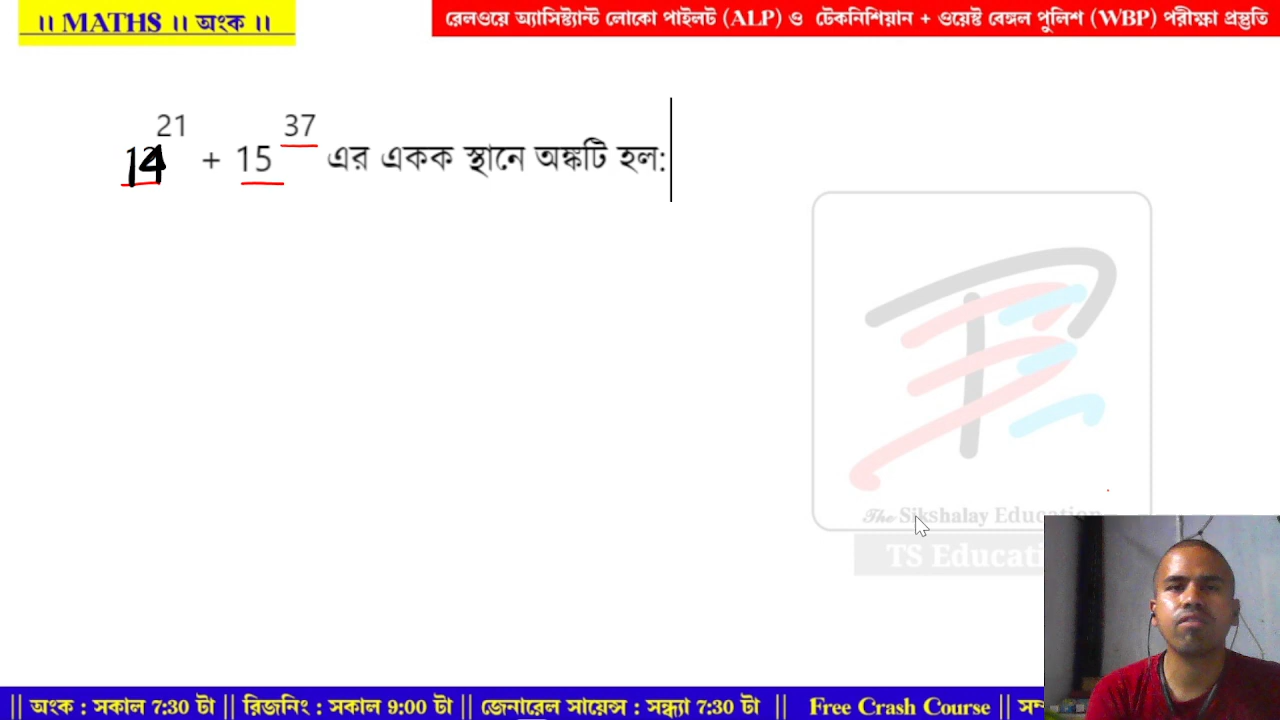 ।। MATHS ।। অংক ।।
রেলওয়ে অ্যাসিস্ট্যান্ট লোকো পাইলট (ALP) ও টেকনিশিয়ান + ওয়েস্ট বেঙ্গল পুলিশ (WBP) পরীক্ষা প্রস্তুতি
14^21 + 15^37 এর একক স্থানে অঙ্কটি হল:
The Sikshalay Education
TS Educati
|| অংক : সকাল 7:30 টা || রিজনিং : সকাল 9:00 টা || জেনারেল সায়েন্স : সন্ধ্যা 7:30 টা || Free Crash Course ||